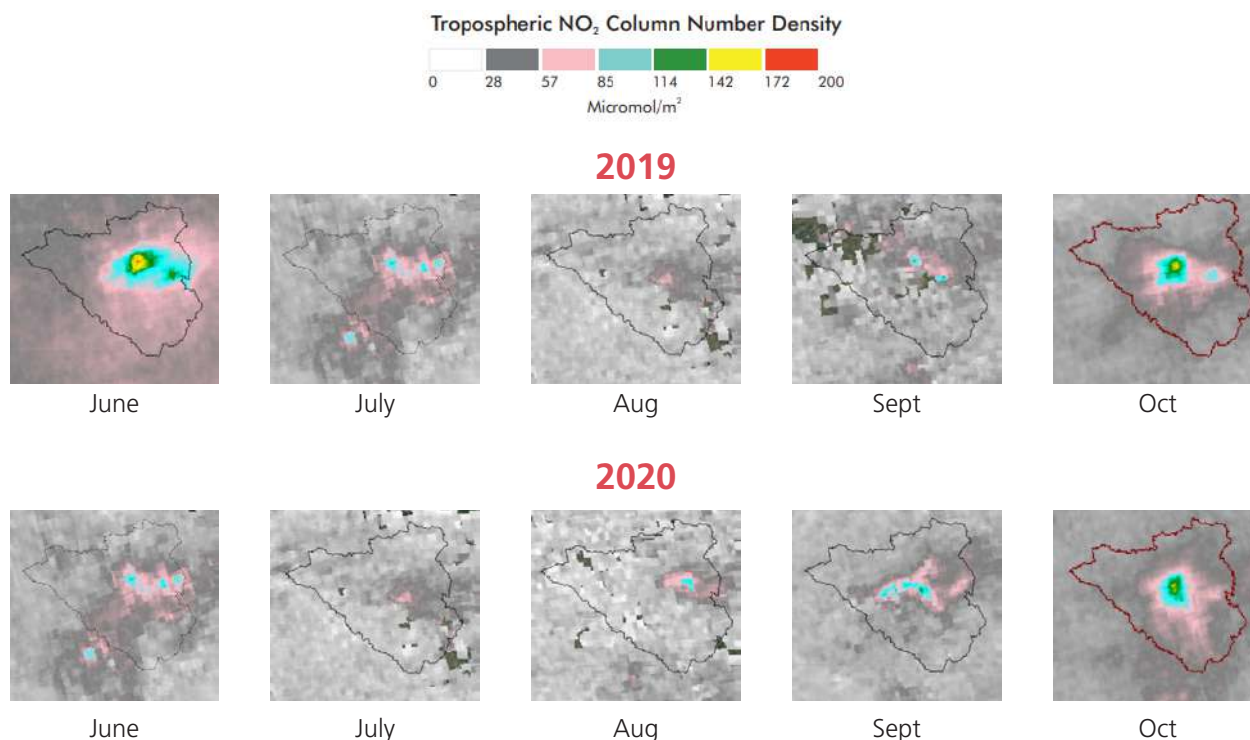 Tropospheric NO₂ Column Number Density
0 28 57 85 114 142 172 200
Micromol/m²
2019
June July Aug Sept Oct
2020
June July Aug Sept Oct